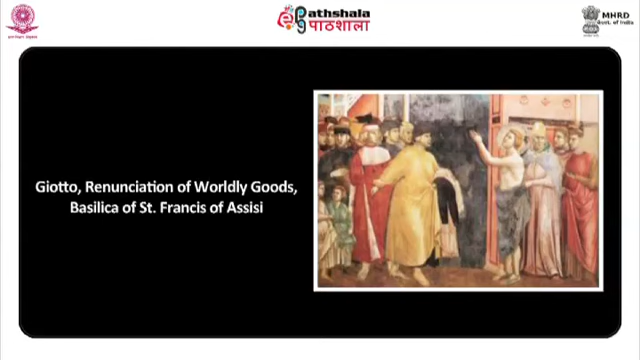 Pathshala
पाठशाला
MHRD
Govt. of India
Giotto, Renunciation of Worldly Goods,
Basilica of St. Francis of Assisi